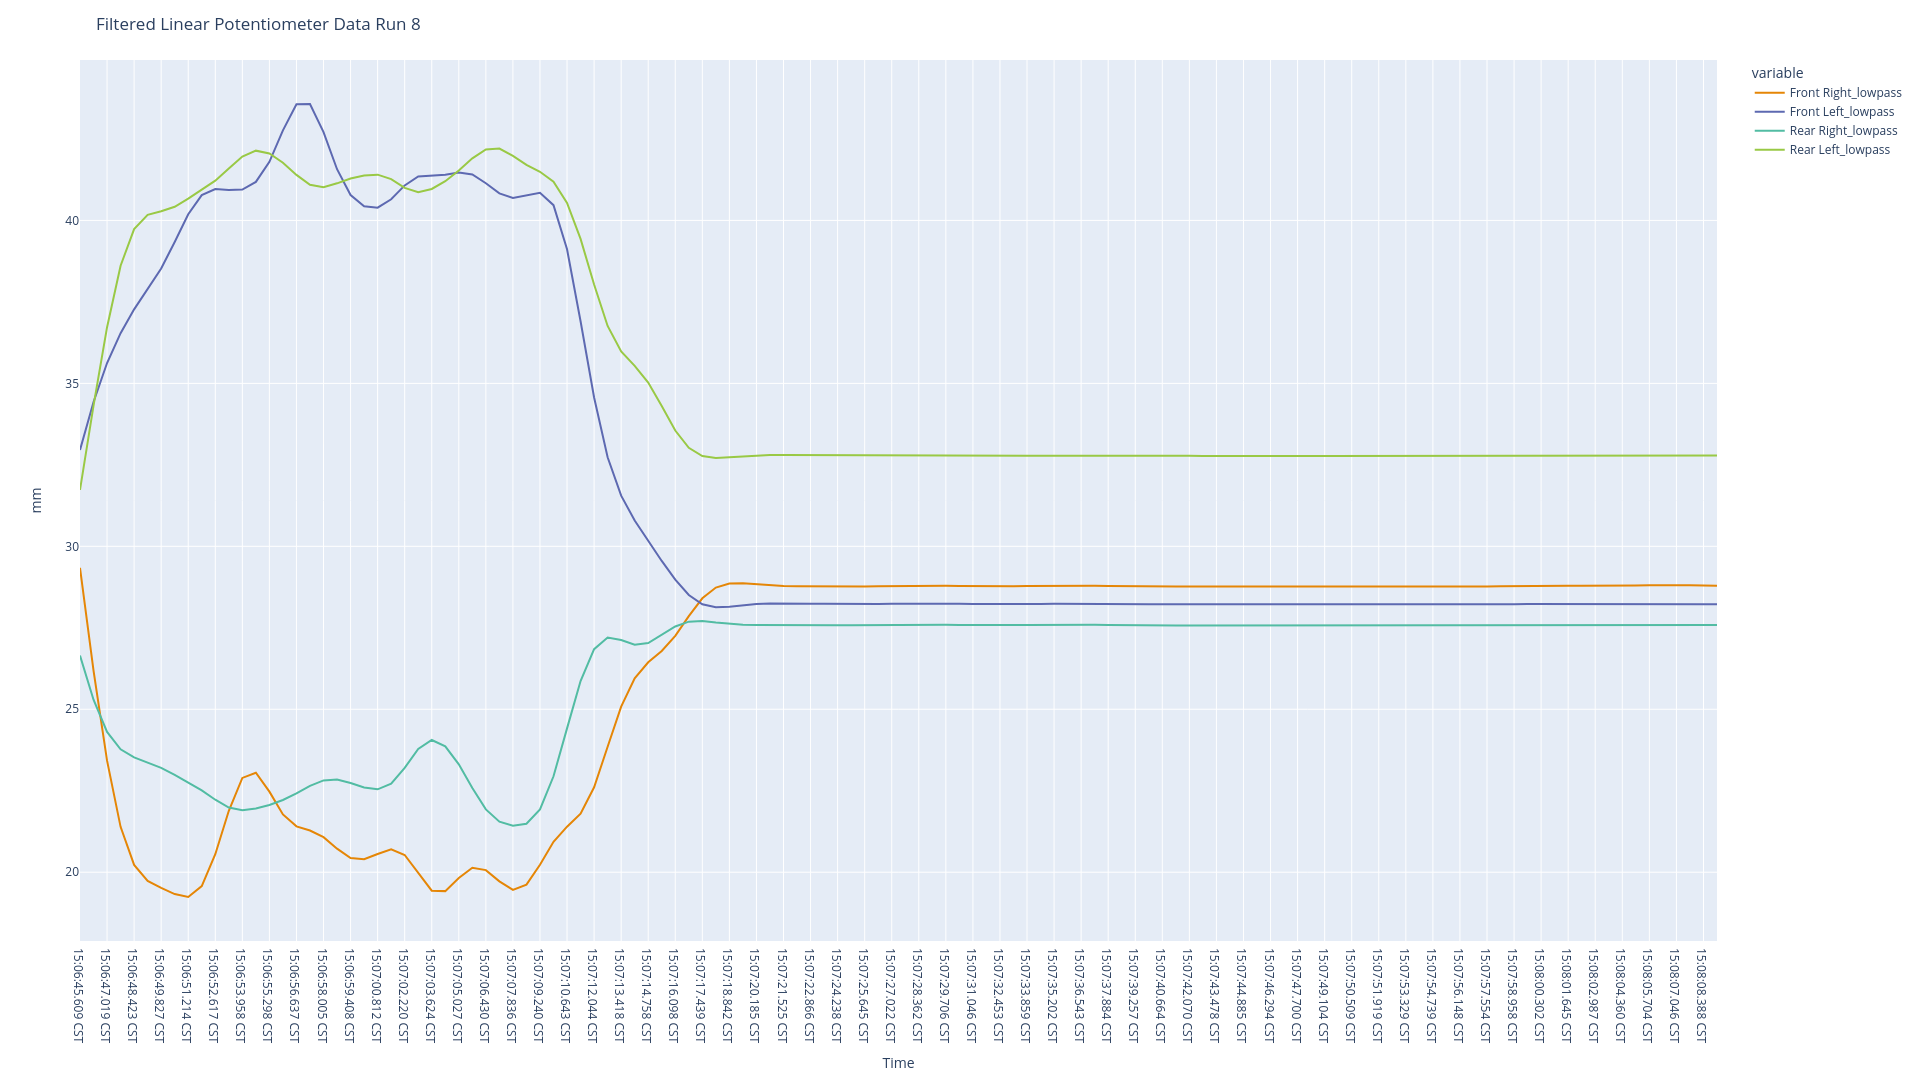 Filtered Linear Potentiometer Data Run 8
variable
Front Right_lowpass
Front Left_lowpass
Rear Right_lowpass
Rear Left_lowpass
40
35
30
25
20
mm
15:06:45.609 CST
15:06:47.019 CST
15:06:48.423 CST
15:06:49.827 CST
15:06:51.214 CST
15:06:52.617 CST
15:06:53.958 CST
15:06:55.298 CST
15:06:56.637 CST
15:06:58.005 CST
15:06:59.408 CST
15:07:00.812 CST
15:07:02.220 CST
15:07:03.624 CST
15:07:05.027 CST
15:07:06.430 CST
15:07:07.836 CST
15:07:09.240 CST
15:07:10.643 CST
15:07:12.044 CST
15:07:13.418 CST
15:07:14.758 CST
15:07:16.098 CST
15:07:17.439 CST
15:07:18.842 CST
15:07:20.185 CST
15:07:21.525 CST
15:07:22.866 CST
15:07:24.238 CST
15:07:25.645 CST
15:07:27.022 CST
15:07:28.362 CST
15:07:29.706 CST
15:07:31.046 CST
15:07:32.453 CST
15:07:33.859 CST
15:07:35.202 CST
15:07:36.543 CST
15:07:37.884 CST
15:07:39.257 CST
15:07:40.664 CST
15:07:42.070 CST
15:07:43.478 CST
15:07:44.885 CST
15:07:46.294 CST
15:07:47.700 CST
15:07:49.104 CST
15:07:50.509 CST
15:07:51.919 CST
15:07:53.329 CST
15:07:54.739 CST
15:07:56.148 CST
15:07:57.554 CST
15:07:58.958 CST
15:08:00.302 CST
15:08:01.645 CST
15:08:02.987 CST
15:08:04.360 CST
15:08:05.704 CST
15:08:07.046 CST
15:08:08.388 CST
Time